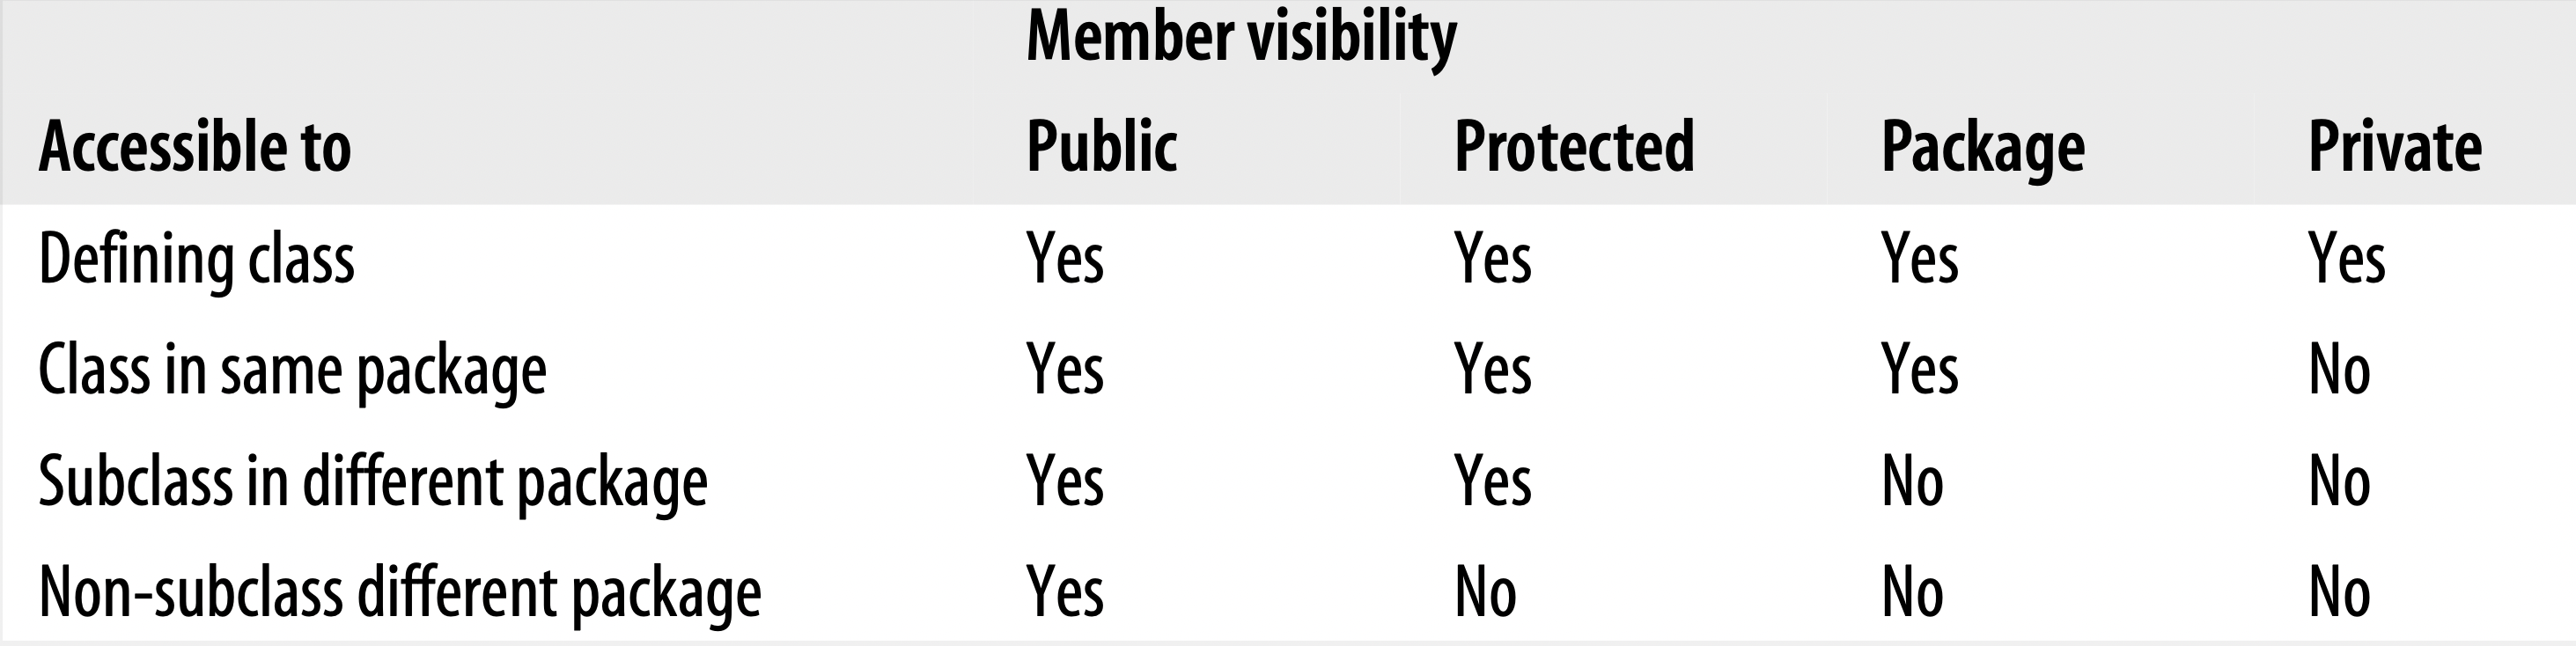 Member visibility
Accessible to Public Protected Package Private
Defining class Yes Yes Yes Yes
Class in same package Yes Yes Yes No
Subclass in different package Yes Yes No No
Non-subclass different package Yes No No No